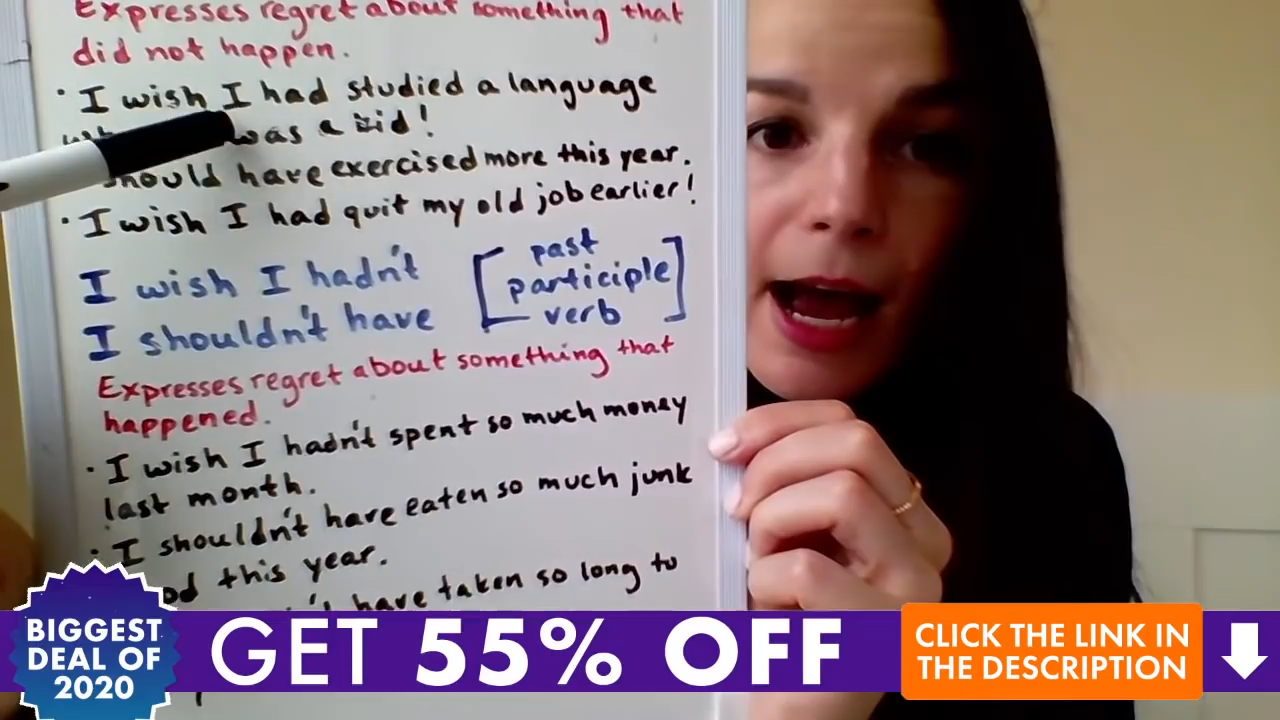 Expresses regret about something that
did not happen.
• I wish I had studied a language
was a kid!
should have exercised more this year.
• I wish I had quit my old job earlier!
I wish I hadn't
I shouldn't have
[past
participle
verb]
Expresses regret about something that
happened.
• I wish I hadn't spent so much money
last month.
• I shouldn't have eaten so much junk
this year.
have taken so long to
BIGGEST
DEAL OF
2020
GET 55% OFF
CLICK THE LINK IN
THE DESCRIPTION